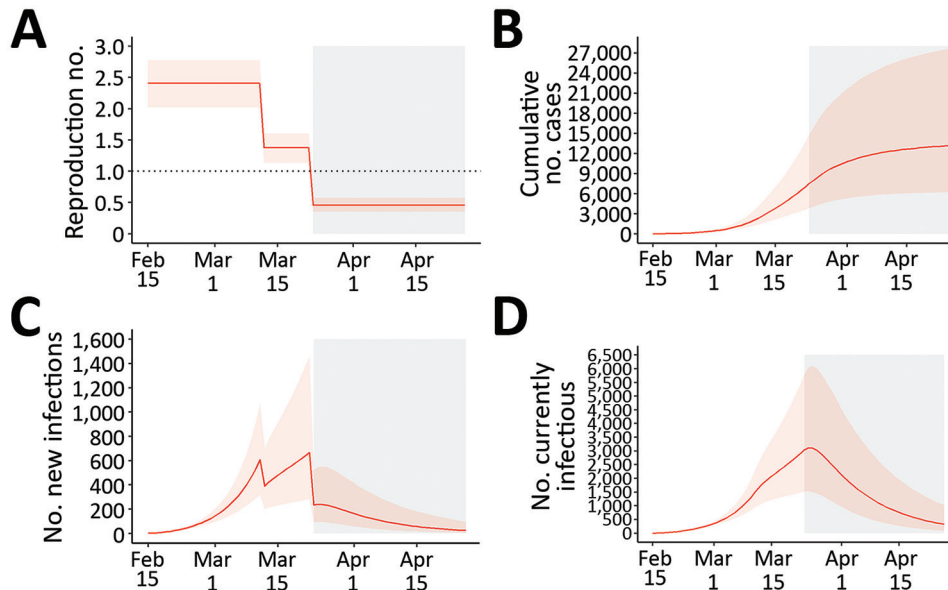 A
Reproduction no.
3.0
2.5
2.0
1.5
1.0
0.5
0
Feb
15
Mar
1
Mar
15
Apr
1
Apr
15
B
Cumulative
no. cases
27,000
24,000
21,000
18,000
15,000
12,000
9,000
6,000
3,000
0
Feb
15
Mar
1
Mar
15
Apr
1
Apr
15
C
No. new infections
1,600
1,400
1,200
1,000
800
600
400
200
0
Feb
15
Mar
1
Mar
15
Apr
1
Apr
15
D
No. currently
infectious
6,500
6,000
5,500
5,000
4,500
4,000
3,500
3,000
2,500
2,000
1,500
1,000
500
0
Feb
15
Mar
1
Mar
15
Apr
1
Apr
15